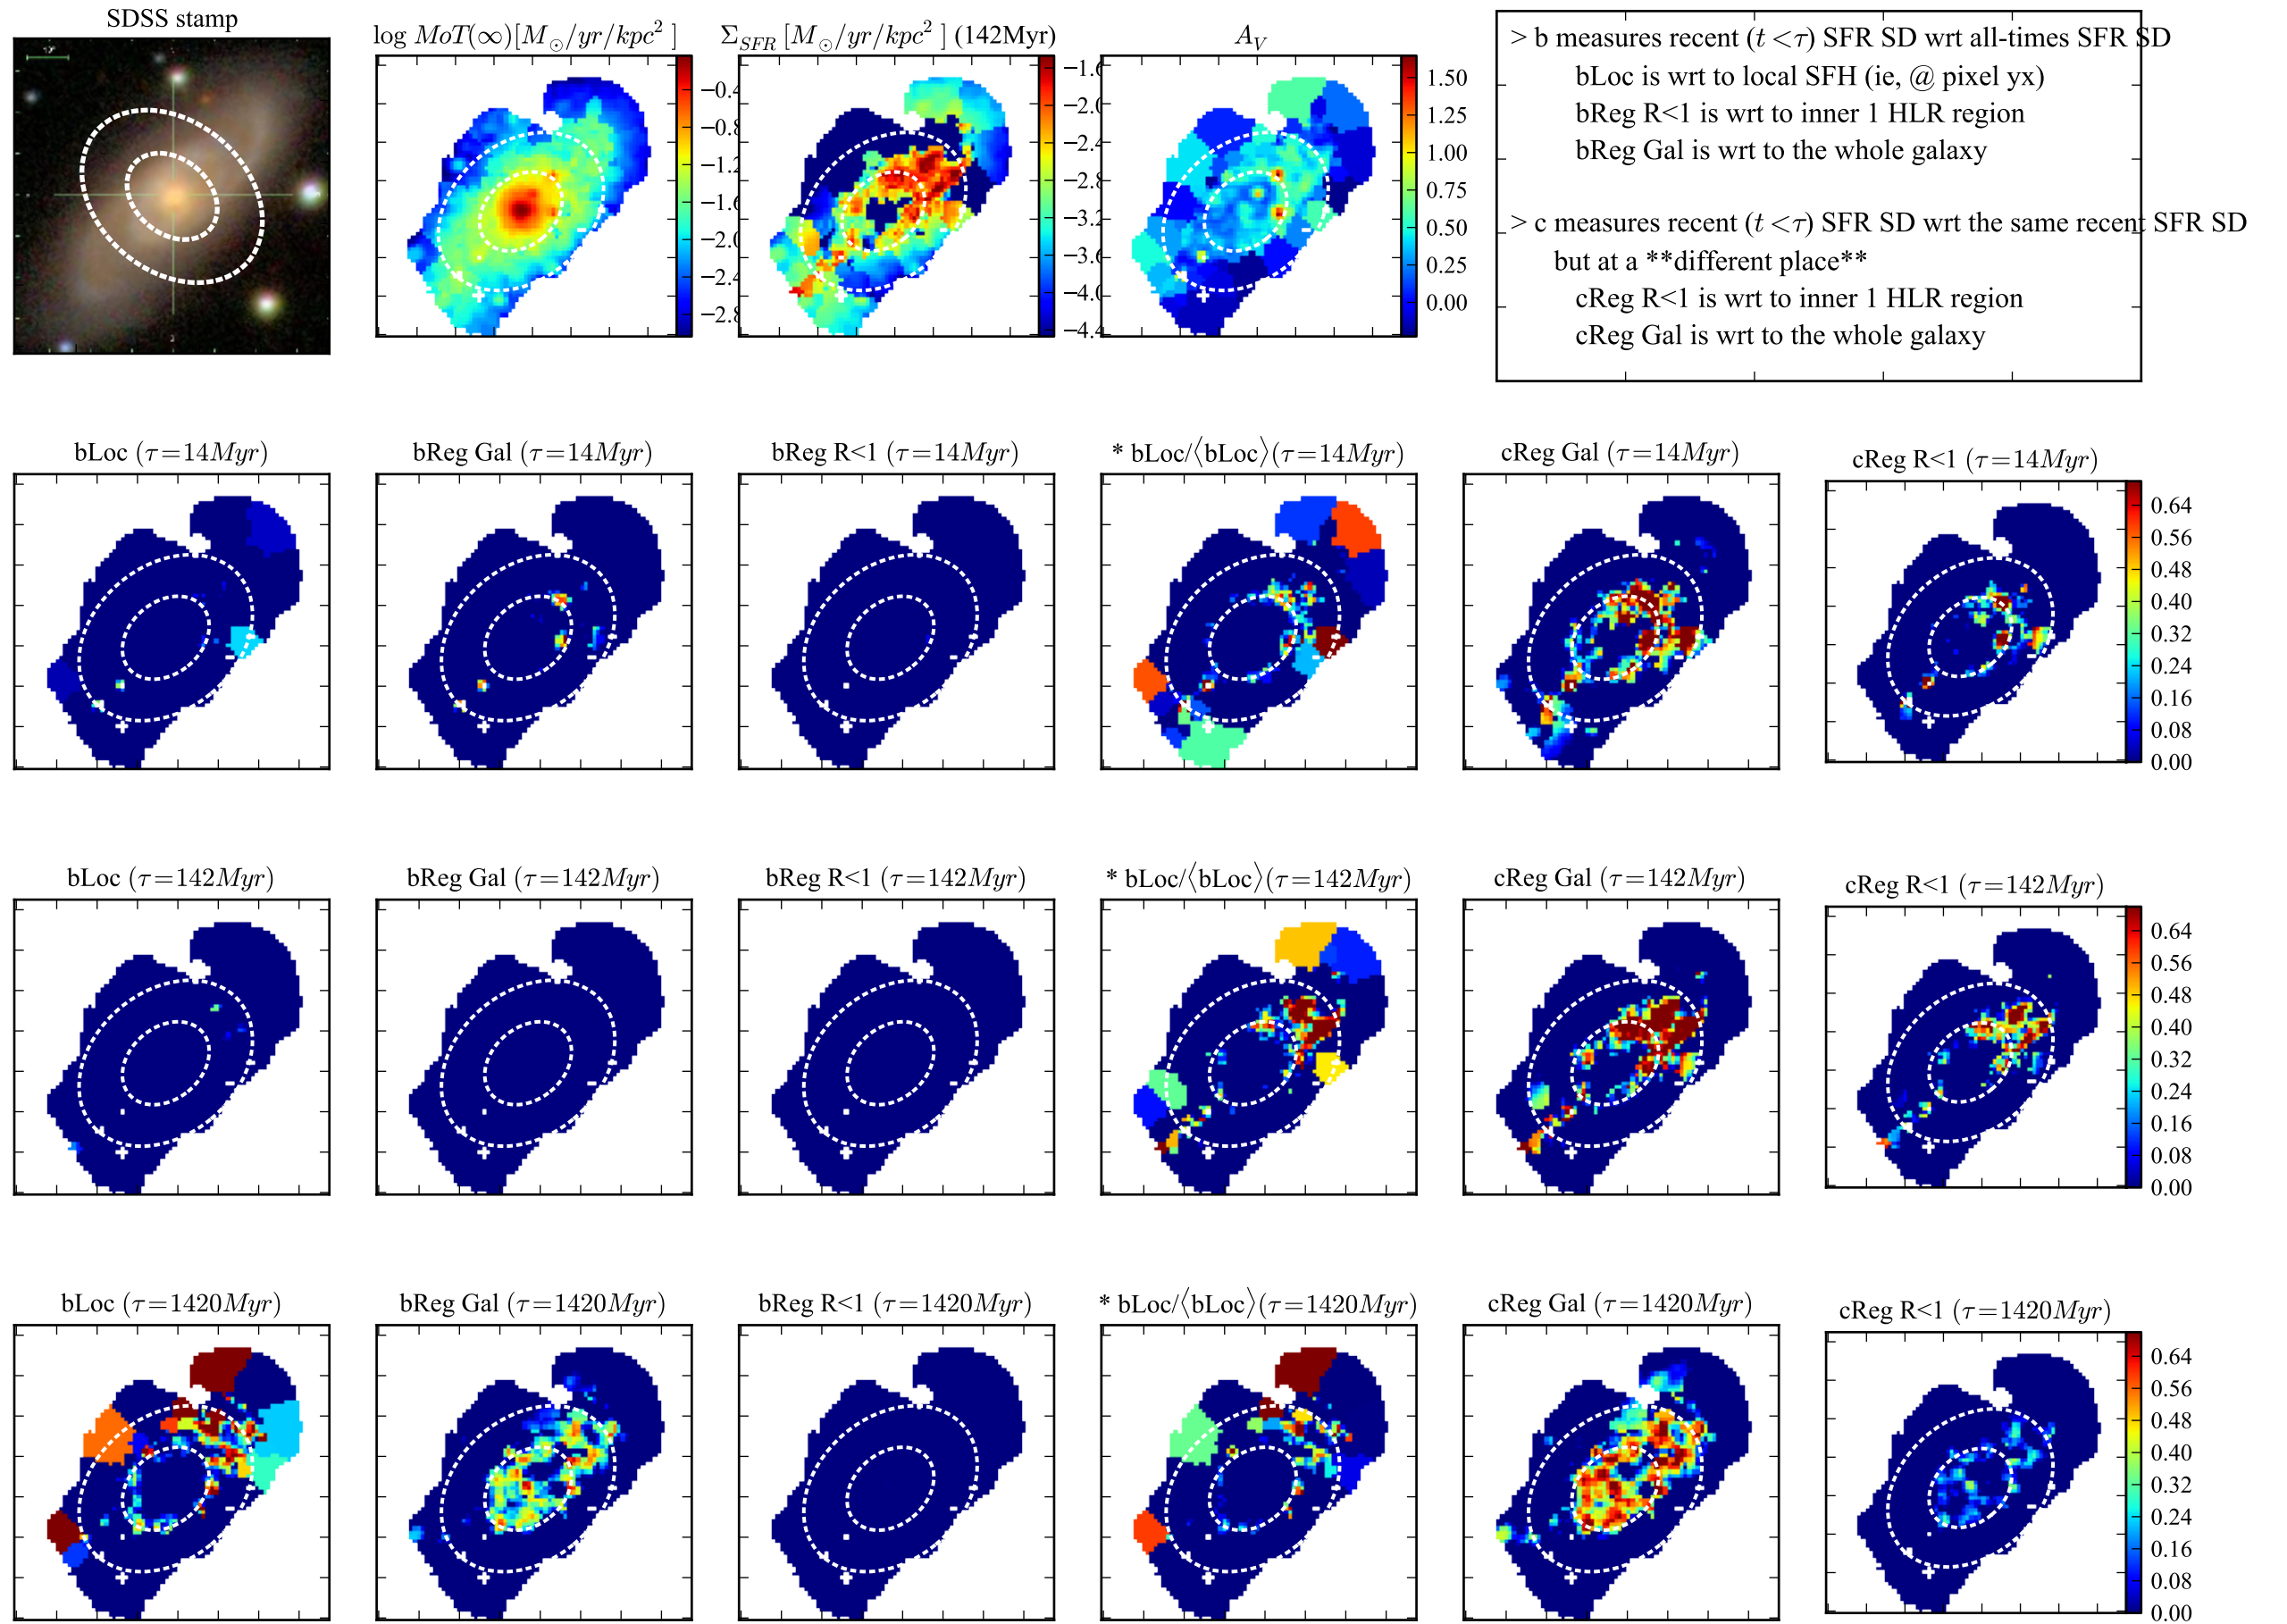 SDSS stamp
log MoT(∞)[M⊙/yr/kpc² ]
Σ_SFR [M⊙/yr/kpc² ] (142Myr)
A_V
−0.4
−0.8
−1.2
−1.6
−2.0
−2.4
−2.8
−1.6
−2.0
−2.4
−2.8
−3.2
−3.6
−4.0
−4.4
1.50
1.25
1.00
0.75
0.50
0.25
0.00
> b measures recent (t <τ) SFR SD wrt all-times SFR SD
bLoc is wrt to local SFH (ie, @ pixel yx)
bReg R<1 is wrt to inner 1 HLR region
bReg Gal is wrt to the whole galaxy
> c measures recent (t <τ) SFR SD wrt the same recent SFR SD
but at a **different place**
cReg R<1 is wrt to inner 1 HLR region
cReg Gal is wrt to the whole galaxy
bLoc (τ=14Myr)
bReg Gal (τ=14Myr)
bReg R<1 (τ=14Myr)
* bLoc/⟨bLoc⟩(τ=14Myr)
cReg Gal (τ=14Myr)
cReg R<1 (τ=14Myr)
0.64
0.56
0.48
0.40
0.32
0.24
0.16
0.08
0.00
bLoc (τ=142Myr)
bReg Gal (τ=142Myr)
bReg R<1 (τ=142Myr)
* bLoc/⟨bLoc⟩(τ=142Myr)
cReg Gal (τ=142Myr)
cReg R<1 (τ=142Myr)
0.64
0.56
0.48
0.40
0.32
0.24
0.16
0.08
0.00
bLoc (τ=1420Myr)
bReg Gal (τ=1420Myr)
bReg R<1 (τ=1420Myr)
* bLoc/⟨bLoc⟩(τ=1420Myr)
cReg Gal (τ=1420Myr)
cReg R<1 (τ=1420Myr)
0.64
0.56
0.48
0.40
0.32
0.24
0.16
0.08
0.00